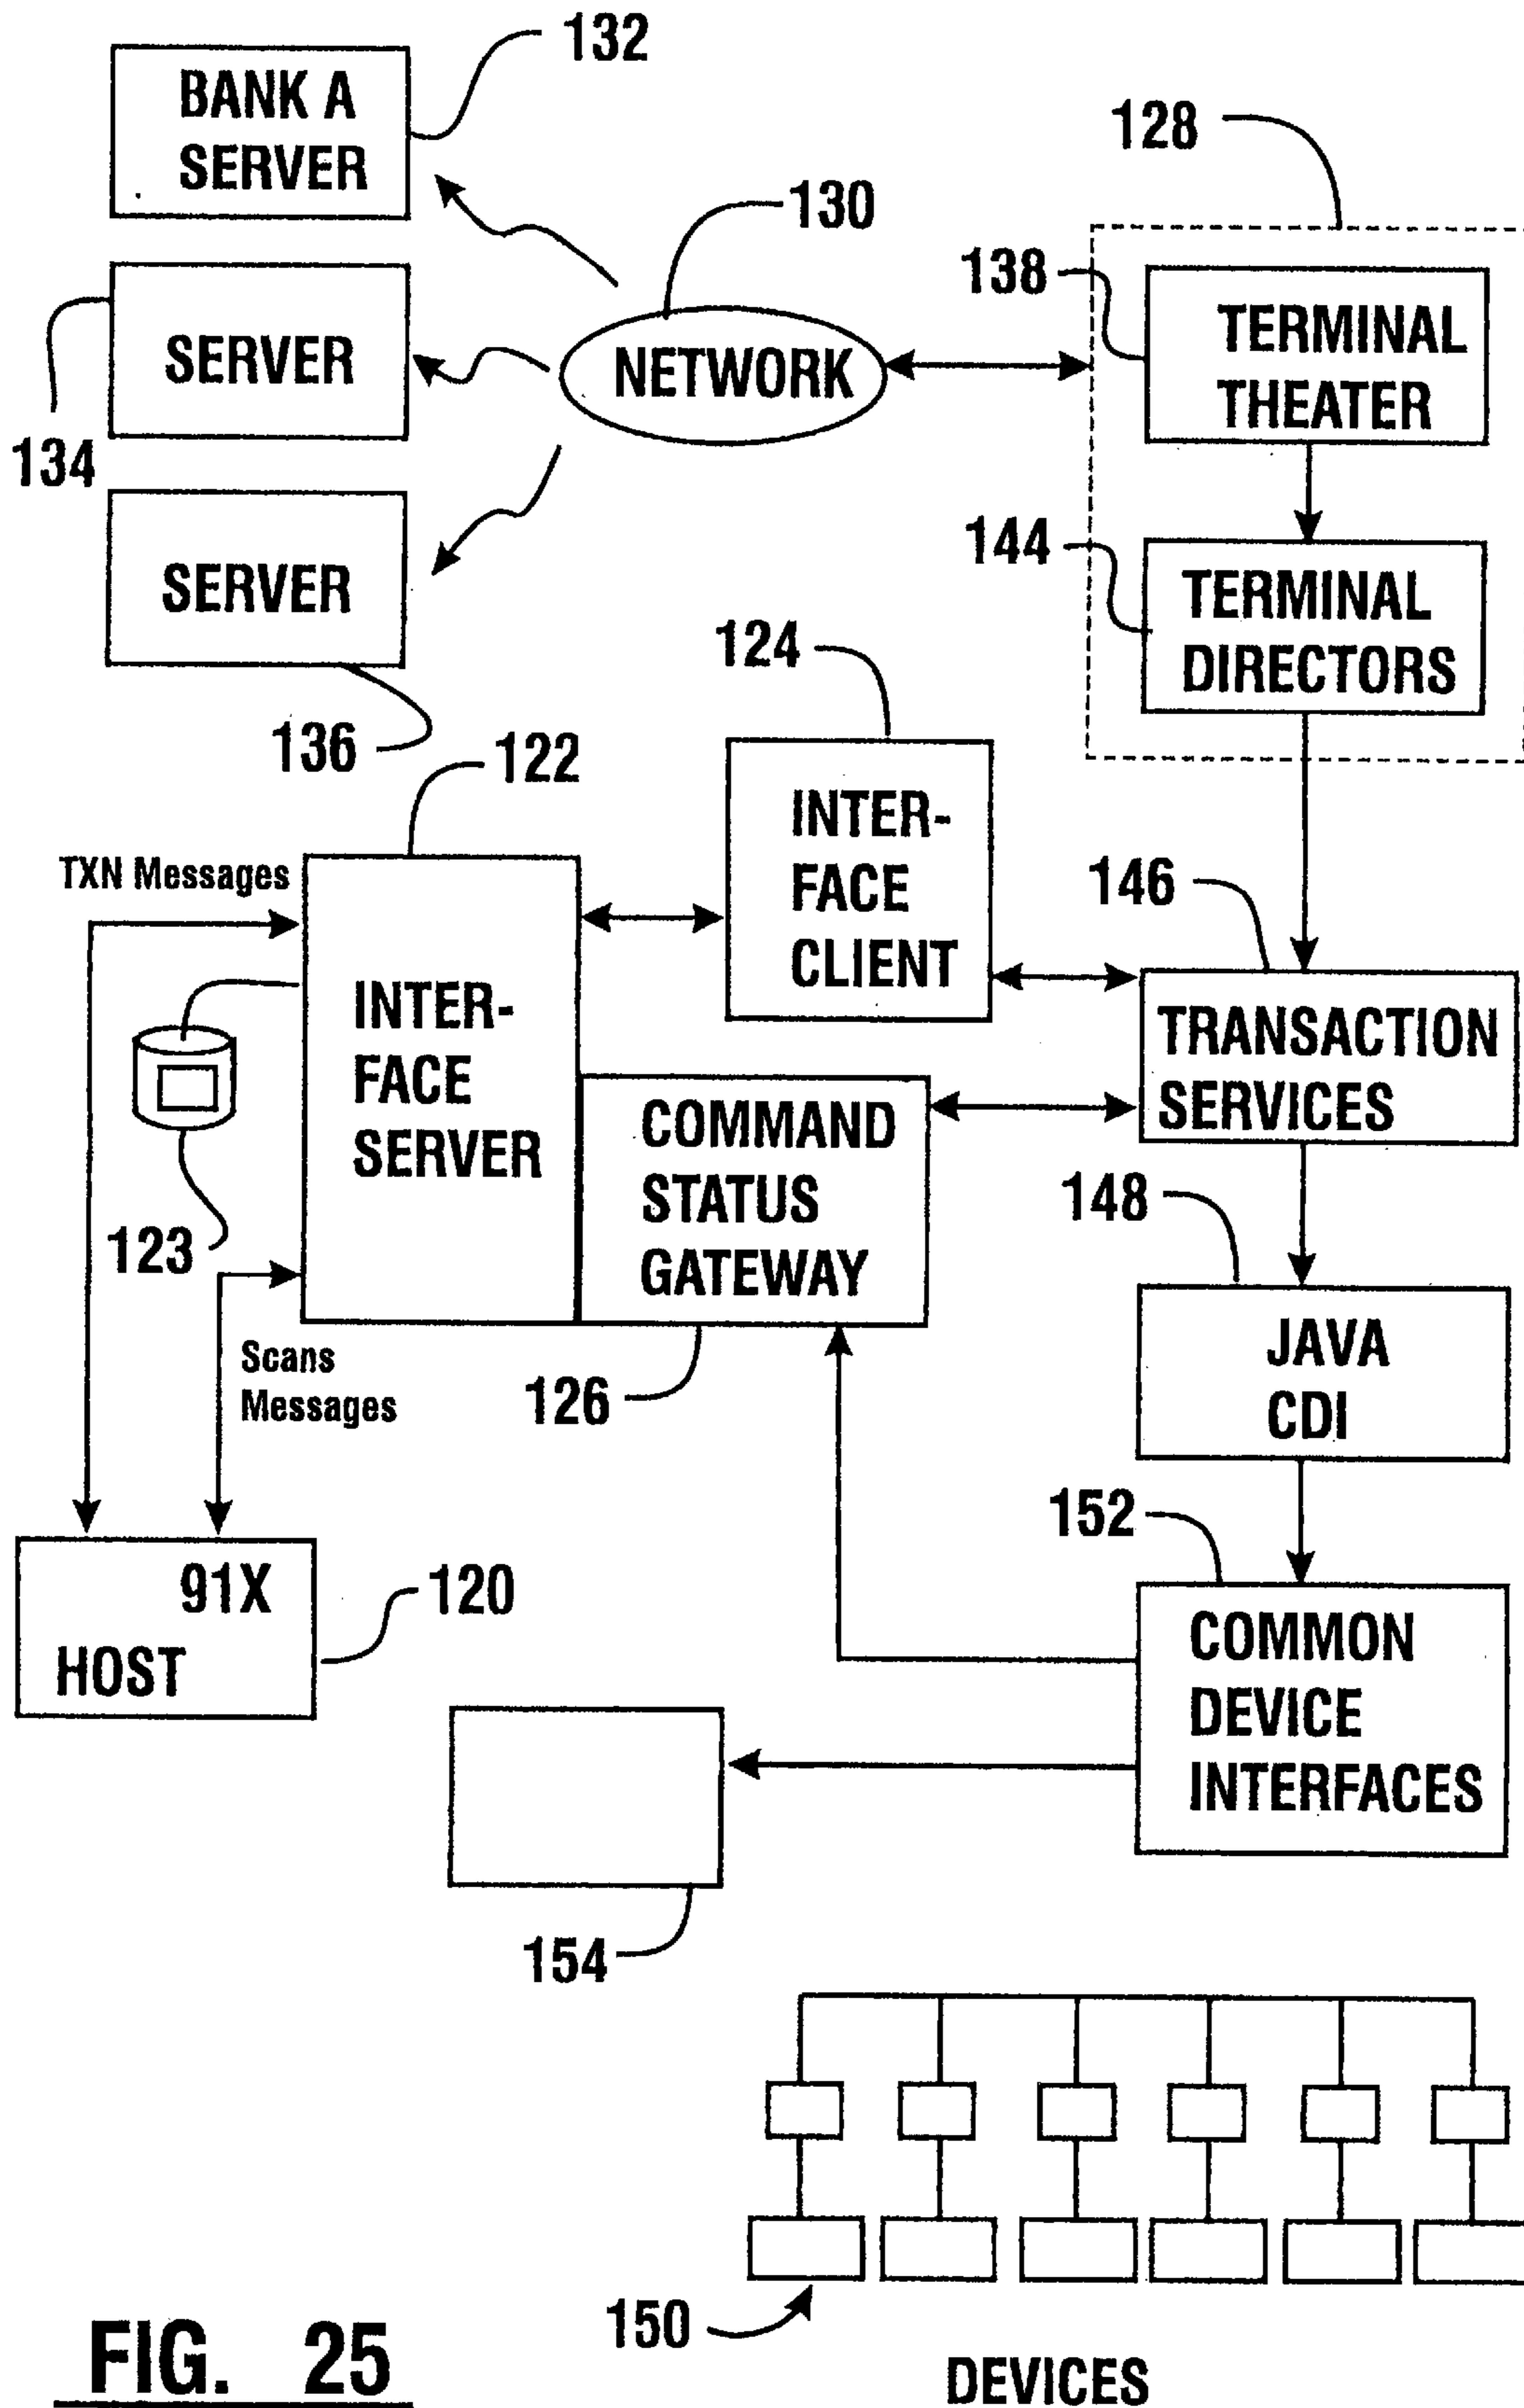 132
BANK A
SERVER
128
130
138
TERMINAL
THEATER
SERVER
NETWORK
134
144
TERMINAL
DIRECTORS
SERVER
124
136
122
INTER-
FACE
CLIENT
TXN Messages
146
INTER-
FACE
SERVER
TRANSACTION
SERVICES
COMMAND
STATUS
GATEWAY
148
123
Scans
Messages
126
JAVA
CDI
152
91X
HOST
120
COMMON
DEVICE
INTERFACES
154
150
FIG. 25
DEVICES